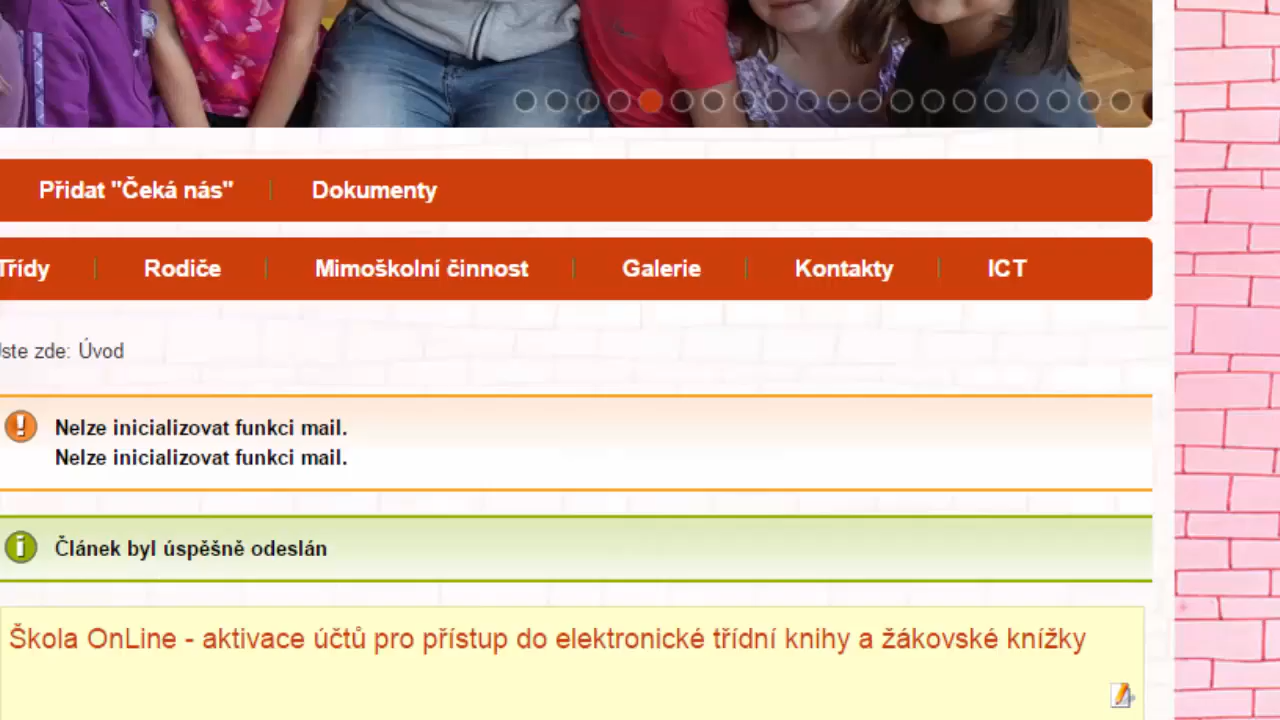 Přidat "Čeká nás" Dokumenty
Třídy Rodiče Mimoškolní činnost Galerie Kontakty ICT
Jste zde: Úvod
Nelze inicializovat funkci mail.
Nelze inicializovat funkci mail.
Článek byl úspěšně odeslán
Škola OnLine - aktivace účtů pro přístup do elektronické třídní knihy a žákovské knížky